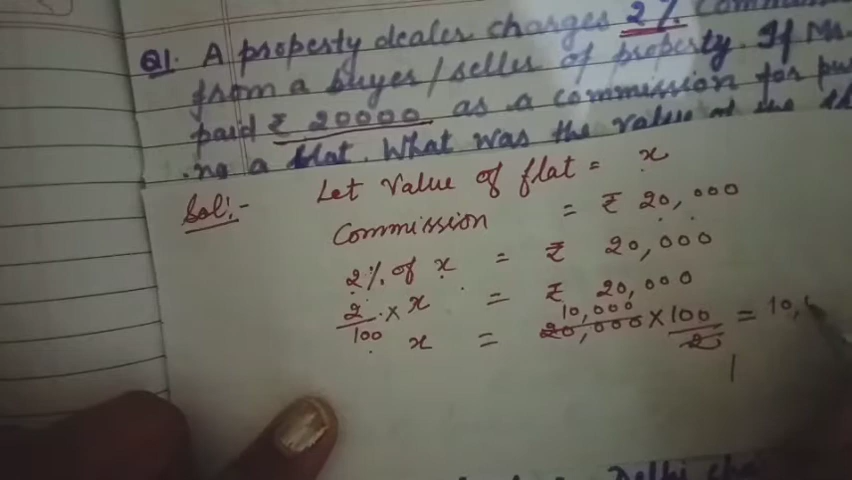 Q1. A property dealer charges 2%
from a buyer/seller of property. If Mr.
paid ₹ 20000 as a commission for
a flat. What was the value of the
Sol:- Let Value of flat = x
Commission = ₹ 20,000
2% of x = ₹ 20,000
2/100 × x = ₹ 20,000
10,000
x = 20,000 × 100/2 = 10,
1
Delhi